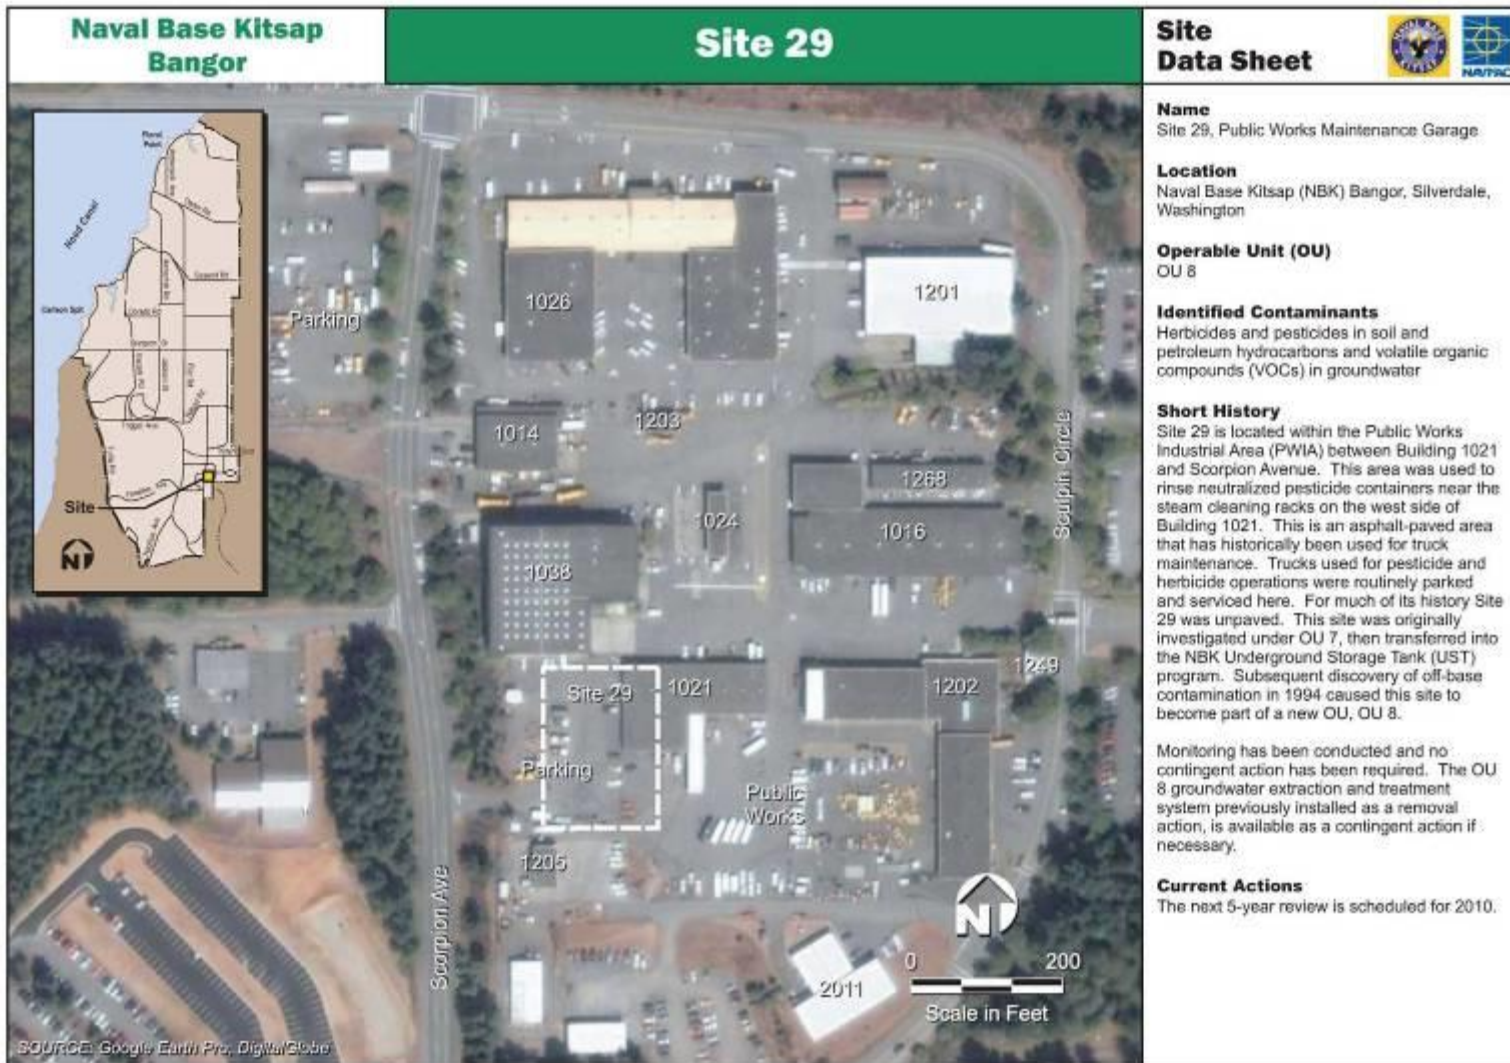 Naval Base Kitsap
Bangor
Site 29
Site
Data Sheet
Name
Site 29, Public Works Maintenance Garage
Location
Naval Base Kitsap (NBK) Bangor, Silverdale,
Washington
Operable Unit (OU)
OU 8
Identified Contaminants
Herbicides and pesticides in soil and
petroleum hydrocarbons and volatile organic
compounds (VOCs) in groundwater
Short History
Site 29 is located within the Public Works
Industrial Area (PWIA) between Building 1021
and Scorpion Avenue. This area was used to
rinse neutralized pesticide containers near the
steam cleaning racks on the west side of
Building 1021. This is an asphalt-paved area
that has historically been used for truck
maintenance. Trucks used for pesticide and
herbicide operations were routinely parked
and serviced here. For much of its history Site
29 was unpaved. This site was originally
investigated under OU 7, then transferred into
the NBK Underground Storage Tank (UST)
program. Subsequent discovery of off-base
contamination in 1994 caused this site to
become part of a new OU, OU 8.
Monitoring has been conducted and no
contingent action has been required. The OU
8 groundwater extraction and treatment
system previously installed as a removal
action, is available as a contingent action if
necessary.
Current Actions
The next 5-year review is scheduled for 2010.
Hood Canal
Carlson Spit
Site
N
Parking
1026
1201
1014
1203
1268
1024
1016
1038
Sculpin Circle
Site 29
1021
1202
1249
Parking
Public
Works
1205
Scorpion Ave
2011
N
0 200
Scale in Feet
SOURCE: Google Earth Pro, DigitalGlobe